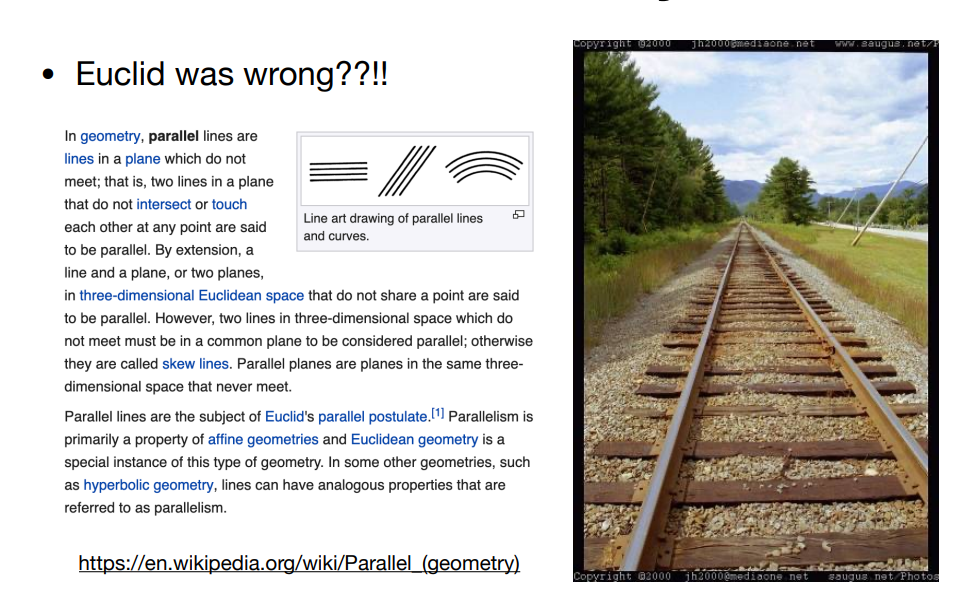 • Euclid was wrong??!!
In geometry, parallel lines are
lines in a plane which do not
meet; that is, two lines in a plane
that do not intersect or touch
each other at any point are said
to be parallel. By extension, a
line and a plane, or two planes,
in three-dimensional Euclidean space that do not share a point are said
to be parallel. However, two lines in three-dimensional space which do
not meet must be in a common plane to be considered parallel; otherwise
they are called skew lines. Parallel planes are planes in the same three-
dimensional space that never meet.
Line art drawing of parallel lines
and curves.
Parallel lines are the subject of Euclid's parallel postulate.[1] Parallelism is
primarily a property of affine geometries and Euclidean geometry is a
special instance of this type of geometry. In some other geometries, such
as hyperbolic geometry, lines can have analogous properties that are
referred to as parallelism.
https://en.wikipedia.org/wiki/Parallel_(geometry)
Copyright ©2000 jh2000@mediaone.net www.saugus.net/P
Copyright ©2000 jh2000@mediaone.net saugus.net/Photos